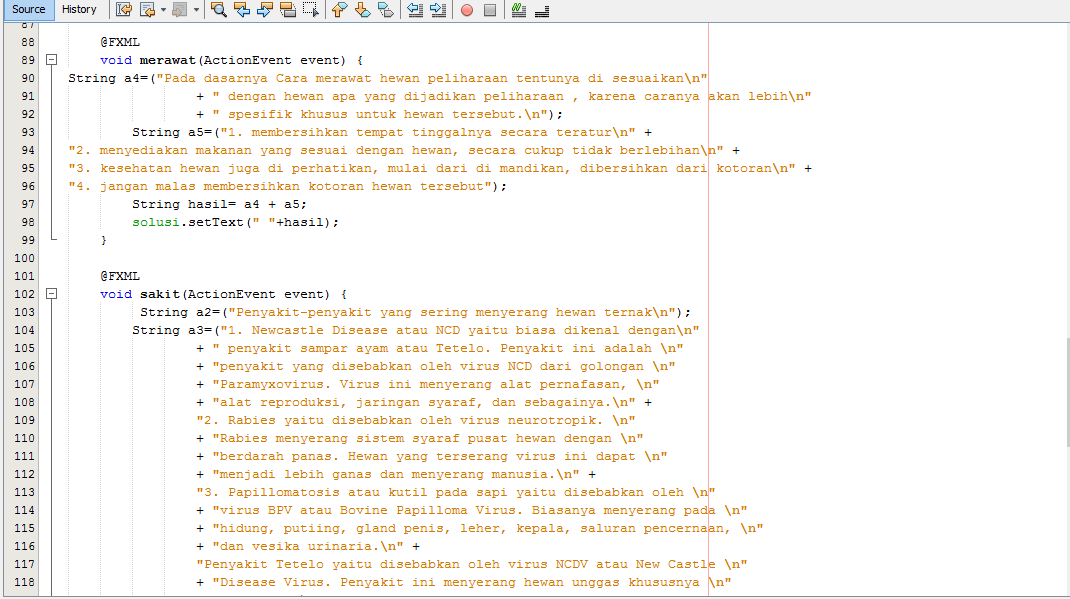 Source History
87
88 @FXML
89 void merawat(ActionEvent event) {
90 String a4=("Pada dasarnya Cara merawat hewan peliharaan tentunya di sesuaikan\n"
91 + " dengan hewan apa yang dijadikan peliharaan , karena caranya akan lebih\n"
92 + " spesifik khusus untuk hewan tersebut.\n");
93 String a5=("1. membersihkan tempat tinggalnya secara teratur\n" +
94 "2. menyediakan makanan yang sesuai dengan hewan, secara cukup tidak berlebihan\n" +
95 "3. kesehatan hewan juga di perhatikan, mulai dari di mandikan, dibersihkan dari kotoran\n" +
96 "4. jangan malas membersihkan kotoran hewan tersebut");
97 String hasil= a4 + a5;
98 solusi.setText(" "+hasil);
99 }
100
101 @FXML
102 void sakit(ActionEvent event) {
103 String a2=("Penyakit-penyakit yang sering menyerang hewan ternak\n");
104 String a3=("1. Newcastle Disease atau NCD yaitu biasa dikenal dengan\n"
105 + " penyakit sampar ayam atau Tetelo. Penyakit ini adalah \n"
106 + "penyakit yang disebabkan oleh virus NCD dari golongan \n"
107 + "Paramyxovirus. Virus ini menyerang alat pernafasan, \n"
108 + "alat reproduksi, jaringan syaraf, dan sebagainya.\n" +
109 "2. Rabies yaitu disebabkan oleh virus neurotropik. \n"
110 + "Rabies menyerang sistem syaraf pusat hewan dengan \n"
111 + "berdarah panas. Hewan yang terserang virus ini dapat \n"
112 + "menjadi lebih ganas dan menyerang manusia.\n" +
113 "3. Papillomatosis atau kutil pada sapi yaitu disebabkan oleh \n"
114 + "virus BPV atau Bovine Papilloma Virus. Biasanya menyerang pada \n"
115 + "hidung, putiing, gland penis, leher, kepala, saluran pencernaan, \n"
116 + "dan vesika urinaria.\n" +
117 "Penyakit Tetelo yaitu disebabkan oleh virus NCDV atau New Castle \n"
118 + "Disease Virus. Penyakit ini menyerang hewan unggas khususnya \n"